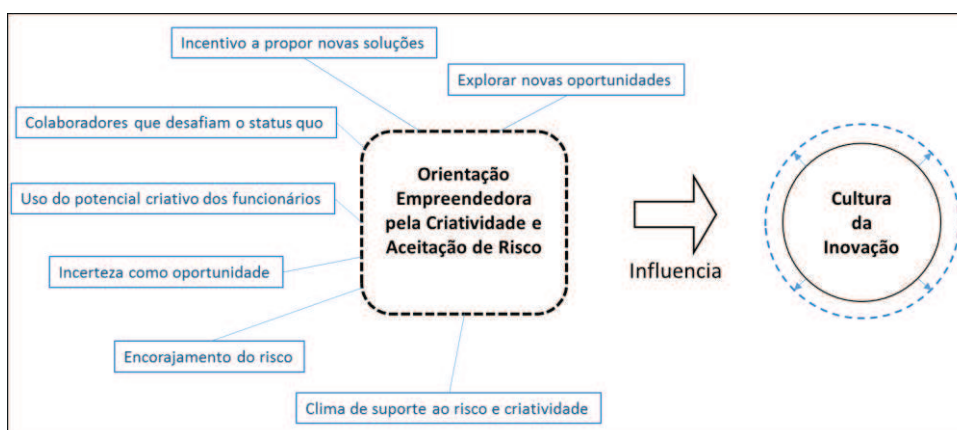 Incentivo a propor novas soluções
Explorar novas oportunidades
Colaboradores que desafiam o status quo
Uso do potencial criativo dos funcionários
Incerteza como oportunidade
Encorajamento do risco
Clima de suporte ao risco e criatividade
Orientação
Empreendedora
pela Criatividade e
Aceitação de Risco
Influencia
Cultura
da
Inovação